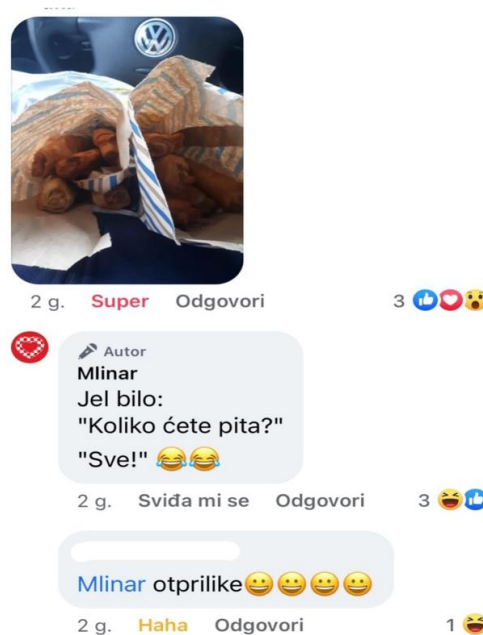 2 g. Super Odgovori 3
Autor
Mlinar
Jel bilo:
"Koliko ćete pita?"
"Sve!" 😂😂
2 g. Sviđa mi se Odgovori 3
Mlinar otprilike😀😀😀😀
2 g. Haha Odgovori 1